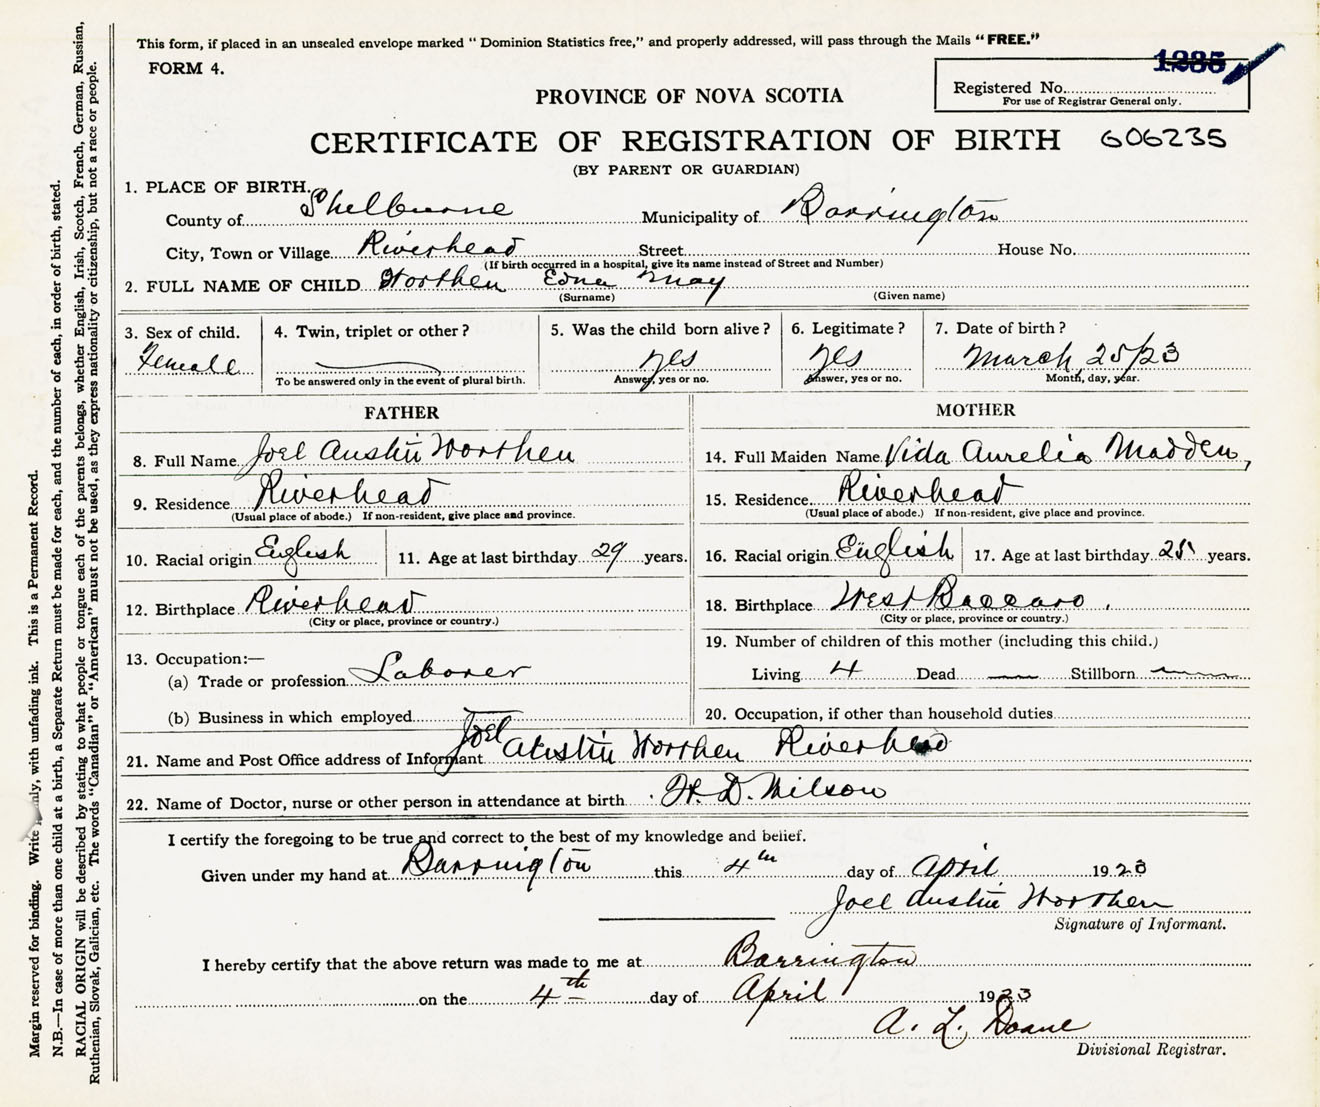 This form, if placed in an unsealed envelope marked "Dominion Statistics free," and properly addressed, will pass through the Mails "FREE."
FORM 4.
1235
Registered No.
For use of Registrar General only.
PROVINCE OF NOVA SCOTIA
CERTIFICATE OF REGISTRATION OF BIRTH 606235
(BY PARENT OR GUARDIAN)
1. PLACE OF BIRTH.
County of Shelburne Municipality of Barrington
City, Town or Village Riverhead Street House No.
(If birth occurred in a hospital, give its name instead of Street and Number)
2. FULL NAME OF CHILD Worthen Edna May
(Surname) (Given name)
3. Sex of child. 4. Twin, triplet or other? 5. Was the child born alive? 6. Legitimate? 7. Date of birth?
Female yes yes March 25/23
To be answered only in the event of plural birth. Answer, yes or no. Answer, yes or no. Month, day, year.
FATHER MOTHER
8. Full Name Joel Austin Worthen 14. Full Maiden Name Vida Aurelia Madden,
9. Residence Riverhead 15. Residence Riverhead
(Usual place of abode.) If non-resident, give place and province. (Usual place of abode.) If non-resident, give place and province.
10. Racial origin English 11. Age at last birthday 29 years. 16. Racial origin English 17. Age at last birthday 25 years.
12. Birthplace Riverhead 18. Birthplace West Baccaro.
(City or place, province or country.) (City or place, province or country.)
13. Occupation:— 19. Number of children of this mother (including this child.)
(a) Trade or profession Laborer Living 4 Dead — Stillborn —
(b) Business in which employed 20. Occupation, if other than household duties
21. Name and Post Office address of Informant Joel Austin Worthen Riverhead
22. Name of Doctor, nurse or other person in attendance at birth H. D. Wilson
I certify the foregoing to be true and correct to the best of my knowledge and belief.
Given under my hand at Barrington this 4th day of April 1923
Joel Austin Worthen
Signature of Informant.
I hereby certify that the above return was made to me at Barrington
on the 4th day of April 1923
A. L. Doane
Divisional Registrar.
Margin reserved for binding. Write with unfading ink. This is a Permanent Record.
N.B.—In case of more than one child at a birth, a Separate Return must be made for each, and the number of each, in order of birth, stated.
RACIAL ORIGIN will be described by stating to what people or tongue each of the parents belongs, whether English, Irish, Scotch, French, German, Russian,
Ruthenian, Slovak, Galician, etc. The words "Canadian" or "American" must not be used, as they express nationality or citizenship, but not a race or people.